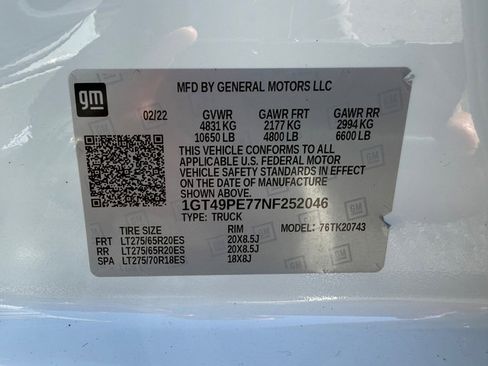 gm
MFD BY GENERAL MOTORS LLC
02/22 GVWR GAWR FRT GAWR RR
4831 KG 2177 KG 2994 KG
10650 LB 4800 LB 6600 LB
THIS VEHICLE CONFORMS TO ALL
APPLICABLE U.S. FEDERAL MOTOR
VEHICLE SAFETY STANDARDS IN EFFECT
ON THE DATE OF MANUFACTURE
SHOWN ABOVE.
1GT49PE77NF252046
TYPE: TRUCK MODEL: 76TK20743
TIRE SIZE RIM
FRT LT275/65R20ES 20X8.5J
RR LT275/65R20ES 20X8.5J
SPA LT275/70R18ES 18X8J